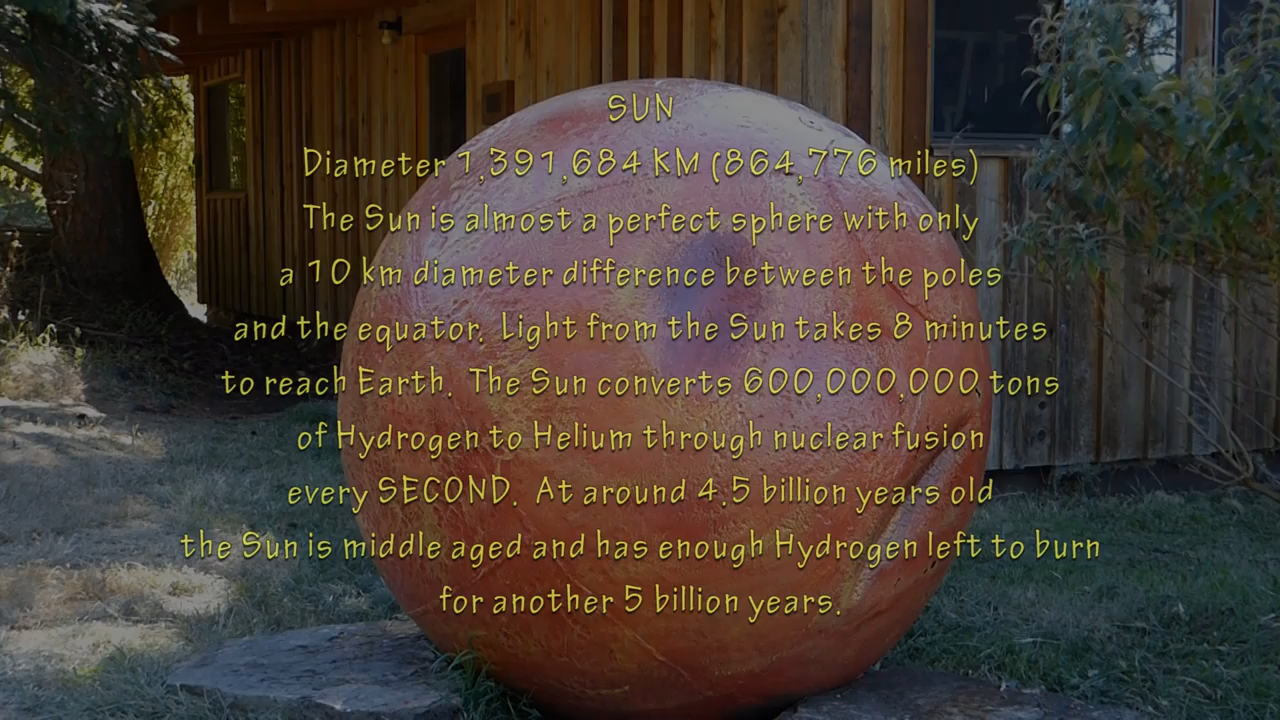 SUN
Diameter 1,391,684 KM (864,776 miles)
The Sun is almost a perfect sphere with only
a 10 km diameter difference between the poles
and the equator.  Light from the Sun takes 8 minutes
to reach Earth.  The Sun converts 600,000,000 tons
of Hydrogen to Helium through nuclear fusion
every SECOND.  At around 4.5 billion years old
the Sun is middle aged and has enough Hydrogen left to burn
for another 5 billion years.